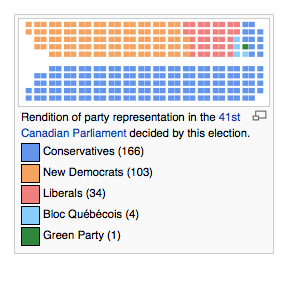 Rendition of party representation in the 41st
Canadian Parliament decided by this election.
Conservatives (166)
New Democrats (103)
Liberals (34)
Bloc Québécois (4)
Green Party (1)